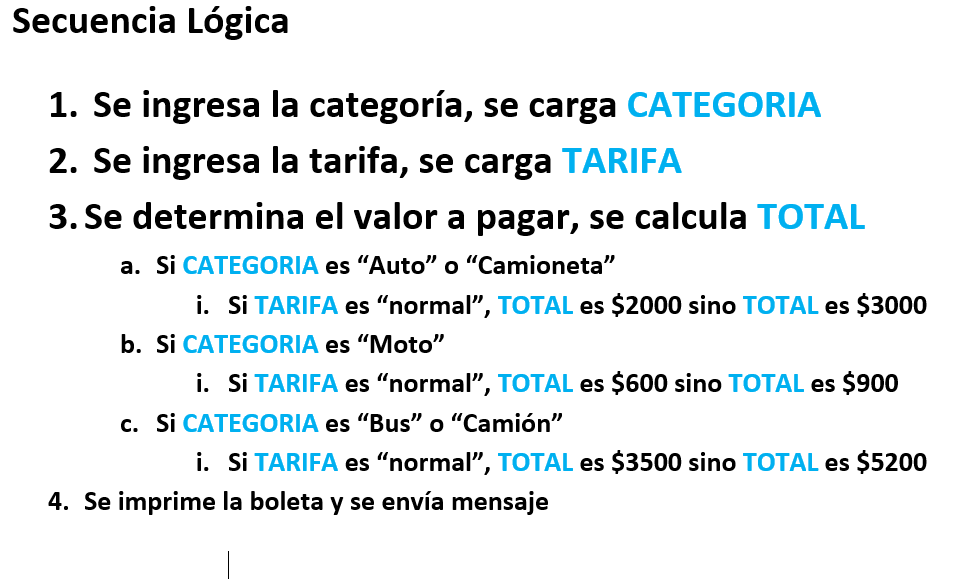 Secuencia Lógica
1. Se ingresa la categoría, se carga CATEGORIA
2. Se ingresa la tarifa, se carga TARIFA
3. Se determina el valor a pagar, se calcula TOTAL
a. Si CATEGORIA es “Auto” o “Camioneta”
i. Si TARIFA es “normal”, TOTAL es $2000 sino TOTAL es $3000
b. Si CATEGORIA es “Moto”
i. Si TARIFA es “normal”, TOTAL es $600 sino TOTAL es $900
c. Si CATEGORIA es “Bus” o “Camión”
i. Si TARIFA es “normal”, TOTAL es $3500 sino TOTAL es $5200
4. Se imprime la boleta y se envía mensaje